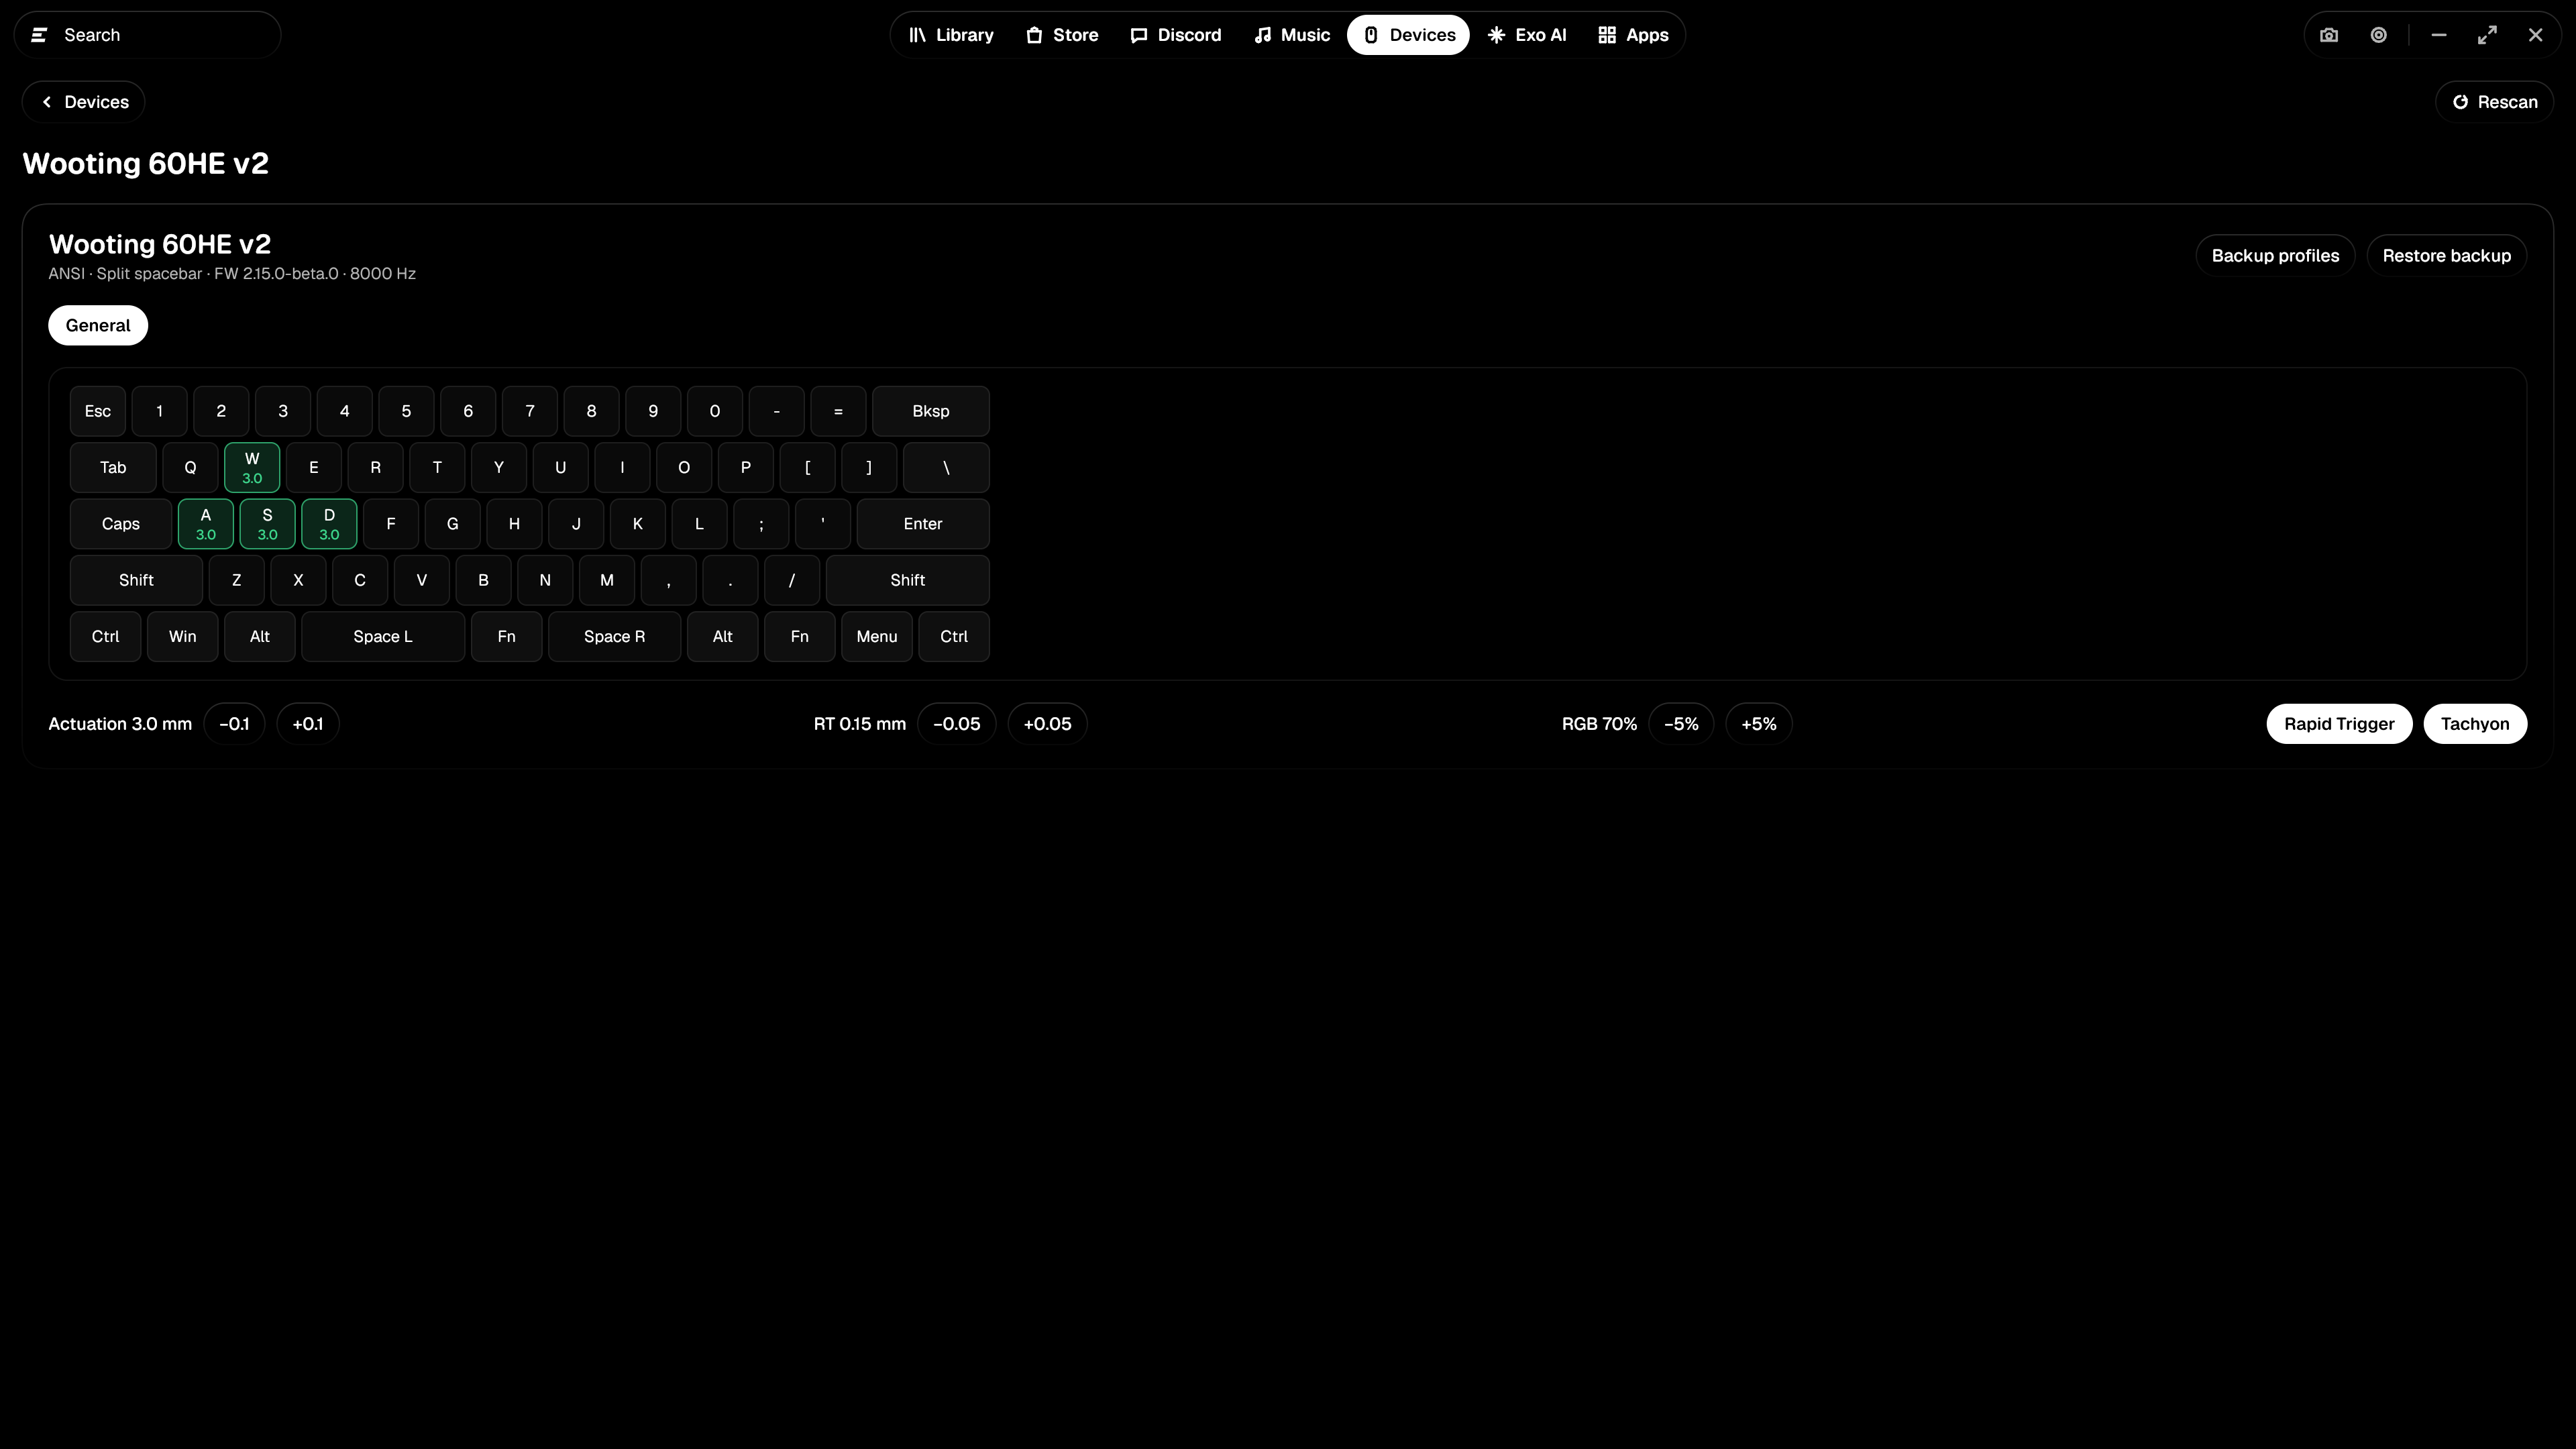 Search
Library Store Discord Music Devices Exo AI Apps
Devices
Rescan
Wooting 60HE v2
Wooting 60HE v2
ANSI · Split spacebar · FW 2.15.0-beta.0 · 8000 Hz
Backup profiles Restore backup
General
Esc 1 2 3 4 5 6 7 8 9 0 - = Bksp
Tab Q W 3.0 E R T Y U I O P [ ] \
Caps A 3.0 S 3.0 D 3.0 F G H J K L ; ' Enter
Shift Z X C V B N M , . / Shift
Ctrl Win Alt Space L Fn Space R Alt Fn Menu Ctrl
Actuation 3.0 mm −0.1 +0.1 RT 0.15 mm −0.05 +0.05 RGB 70% −5% +5% Rapid Trigger Tachyon